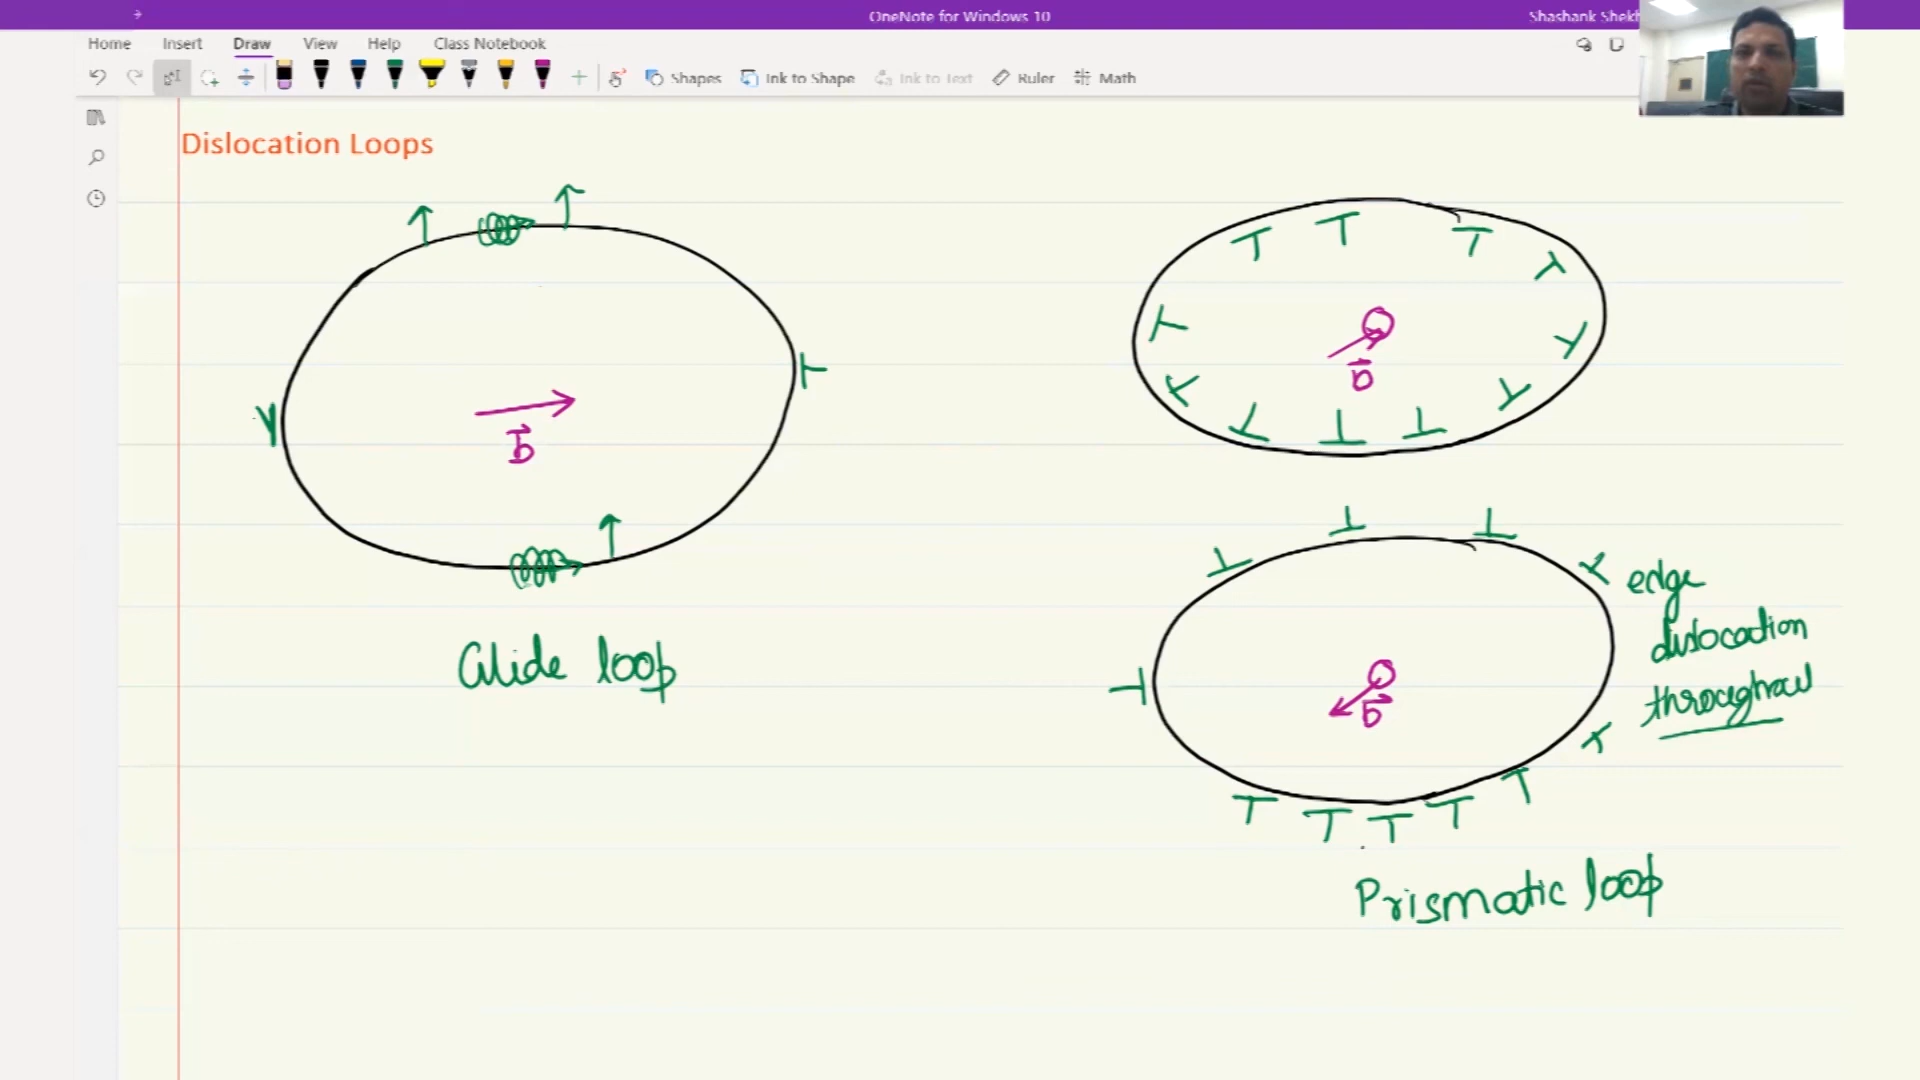 OneNote for Windows 10
Shashank Shekh
Home Insert Draw View Help Class Notebook
Shapes Ink to Shape Ink to Text Ruler Math
Dislocation Loops
b
b
b
Glide loop
edge
dislocation
throughout
Prismatic loop